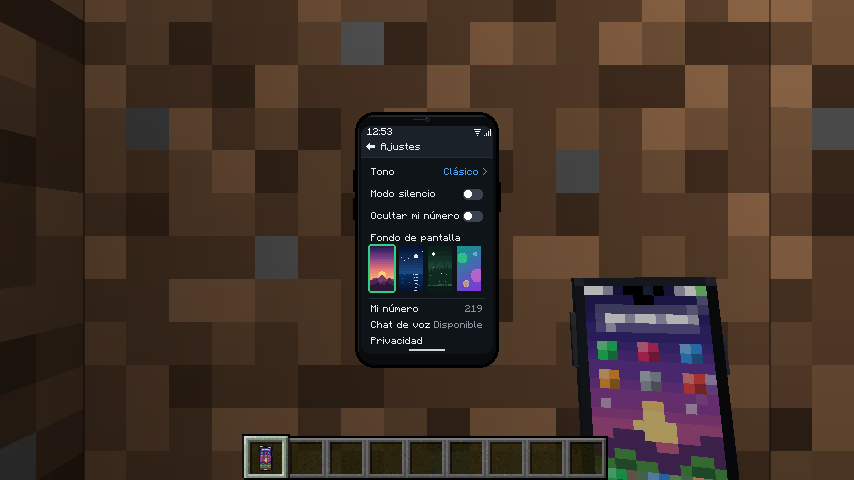 12:53
Ajustes
Tono Clásico
Modo silencio
Ocultar mi número
Fondo de pantalla
Mi número 219
Chat de voz Disponible
Privacidad